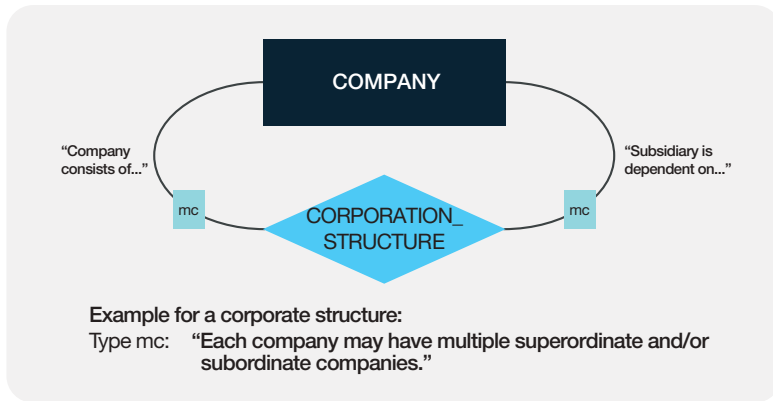 COMPANY
“Company
consists of...”
“Subsidiary is
dependent on...”
mc
mc
CORPORATION_
STRUCTURE
Example for a corporate structure:
Type mc: “Each company may have multiple superordinate and/or
subordinate companies.”